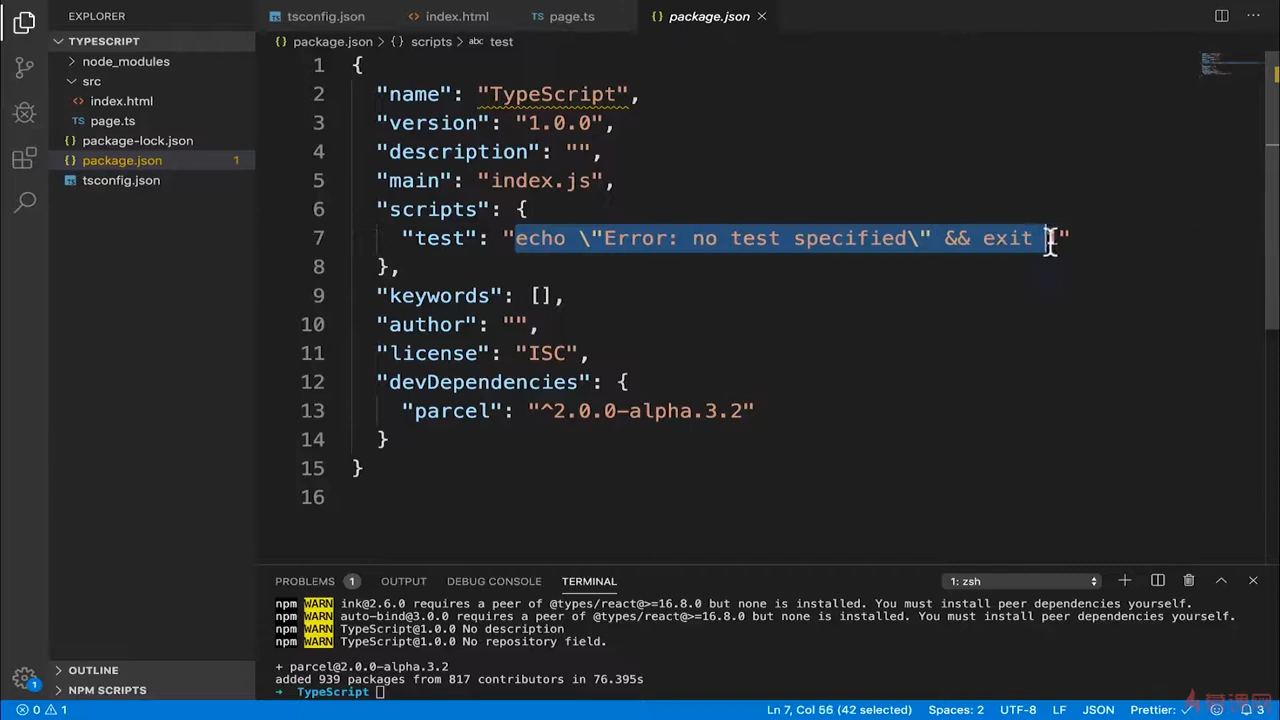 EXPLORER
tsconfig.json
index.html
page.ts
package.json
TYPESCRIPT
package.json > {} scripts > abc test
node_modules
src
index.html
page.ts
package-lock.json
package.json 1
tsconfig.json
1 {
2 "name": "TypeScript",
3 "version": "1.0.0",
4 "description": "",
5 "main": "index.js",
6 "scripts": {
7 "test": "echo \"Error: no test specified\" && exit 1"
8 },
9 "keywords": [],
10 "author": "",
11 "license": "ISC",
12 "devDependencies": {
13 "parcel": "^2.0.0-alpha.3.2"
14 }
15 }
16
PROBLEMS 1 OUTPUT DEBUG CONSOLE TERMINAL 1: zsh
npm WARN ink@2.6.0 requires a peer of @types/react@>=16.8.0 but none is installed. You must install peer dependencies yourself.
npm WARN auto-bind@3.0.0 requires a peer of @types/react@>=16.8.0 but none is installed. You must install peer dependencies yourself.
npm WARN TypeScript@1.0.0 No description
npm WARN TypeScript@1.0.0 No repository field.
+ parcel@2.0.0-alpha.3.2
added 939 packages from 817 contributors in 76.395s
→ TypeScript
OUTLINE
NPM SCRIPTS
1
0 1 Ln 7, Col 56 (42 selected) Spaces: 2 UTF-8 LF JSON Prettier: ✓ 3
慕课网